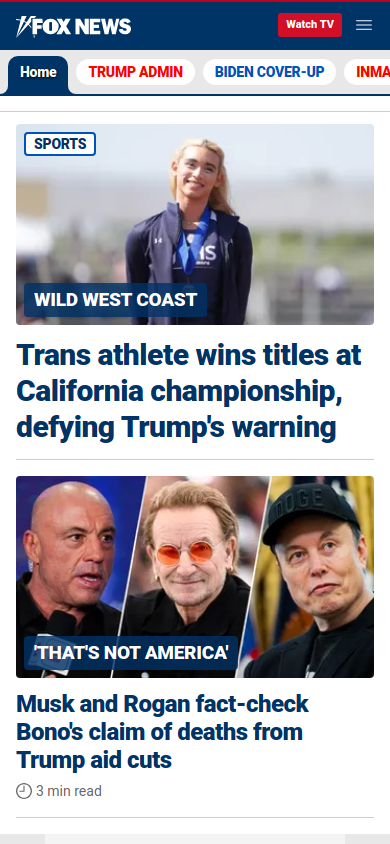 FOX NEWS
Watch TV
Home
TRUMP ADMIN
BIDEN COVER-UP
INMA
SPORTS
HS
WILD WEST COAST
Trans athlete wins titles at
California championship,
defying Trump's warning
DOGE
'THAT'S NOT AMERICA'
Musk and Rogan fact-check
Bono's claim of deaths from
Trump aid cuts
3 min read